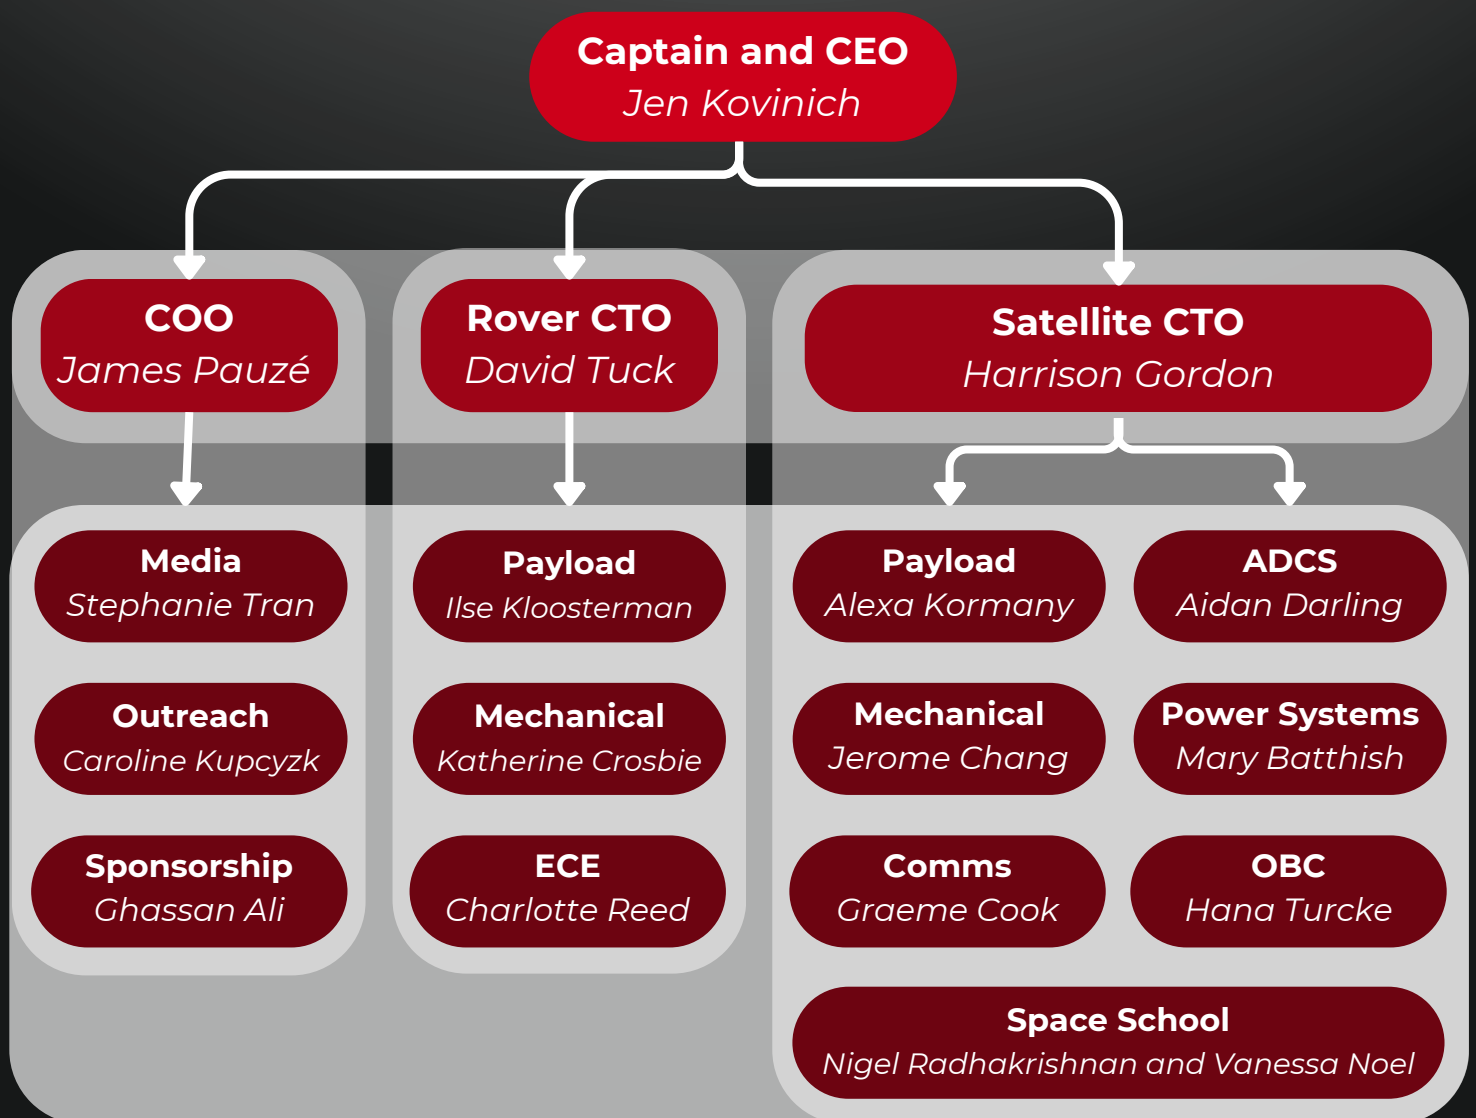 Captain and CEO
Jen Kovinich
COO
James Pauzé
Rover CTO
David Tuck
Satellite CTO
Harrison Gordon
Media
Stephanie Tran
Outreach
Caroline Kupcyzk
Sponsorship
Ghassan Ali
Payload
Ilse Kloosterman
Mechanical
Katherine Crosbie
ECE
Charlotte Reed
Payload
Alexa Kormany
ADCS
Aidan Darling
Mechanical
Jerome Chang
Power Systems
Mary Batthish
Comms
Graeme Cook
OBC
Hana Turcke
Space School
Nigel Radhakrishnan and Vanessa Noel